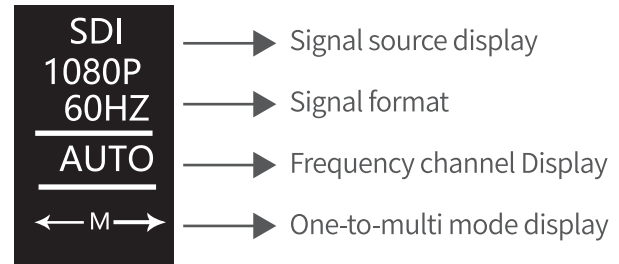 SDI
Signal source display
1080P
60HZ
Signal format
AUTO
Frequency channel Display
M
One-to-multi mode display